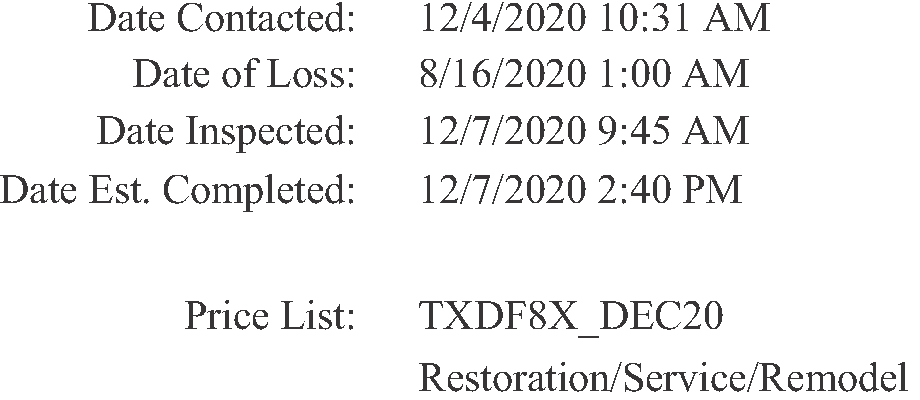 Date Contacted: 12/4/2020 10:31 AM
Date of Loss: 8/16/2020 1:00 AM
Date Inspected: 12/7/2020 9:45 AM
Date Est. Completed: 12/7/2020 2:40 PM
Price List: TXDF8X_DEC20
Restoration/Service/Remodel